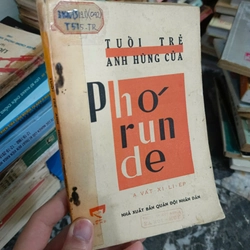 TUỔI TRẺ
ANH HÙNG CỦA
Phơ
run
de
NHÀ XUẤT BẢN QUÂN ĐỘI NHÂN DÂN